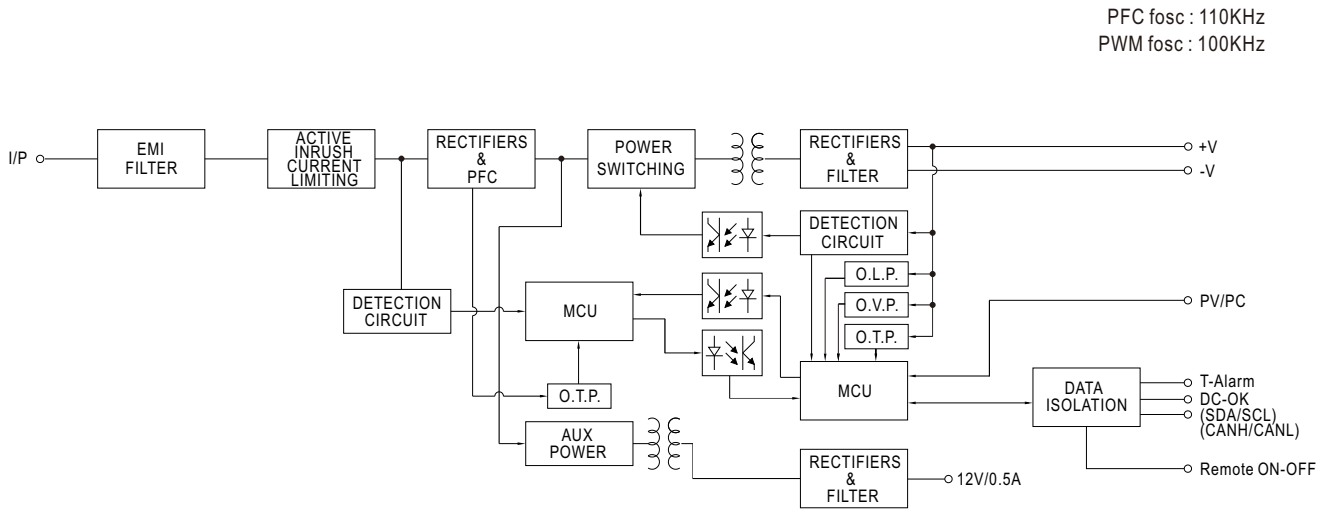 PFC fosc : 110KHz
PWM fosc : 100KHz
I/P
EMI
FILTER
ACTIVE
INRUSH
CURRENT
LIMITING
RECTIFIERS
&
PFC
POWER
SWITCHING
RECTIFIERS
&
FILTER
+V
-V
DETECTION
CIRCUIT
O.L.P.
O.V.P.
O.T.P.
DETECTION
CIRCUIT
MCU
PV/PC
MCU
O.T.P.
DATA
ISOLATION
T-Alarm
DC-OK
(SDA/SCL)
(CANH/CANL)
AUX
POWER
RECTIFIERS
&
FILTER
12V/0.5A
Remote ON-OFF